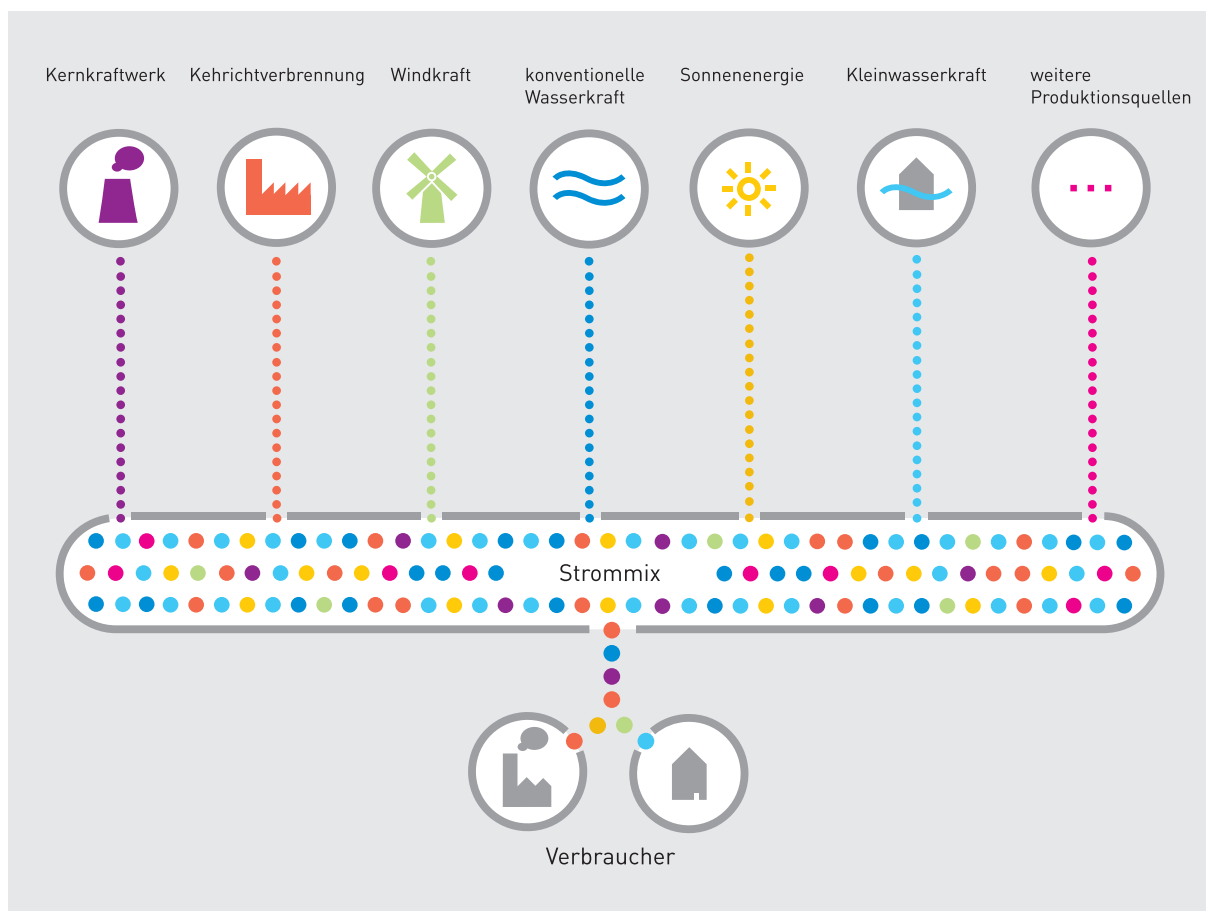 Kernkraftwerk
Kehrichtverbrennung
Windkraft
konventionelle
Wasserkraft
Sonnenenergie
Kleinwasserkraft
weitere
Produktionsquellen
Strommix
Verbraucher